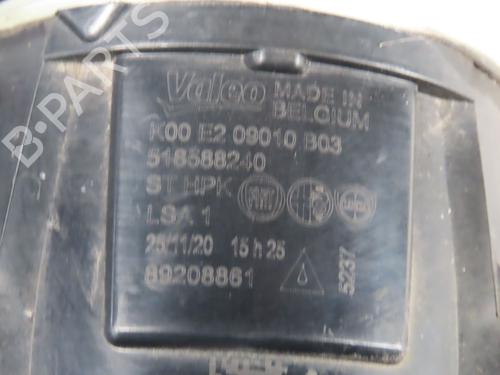 Valeo MADE IN
BELGIUM
K00 E2 09010 B03
518588240
ST HPK FIAT
LSA 1
25/11/20 15 h 25
89208861
5237
B-PARTS